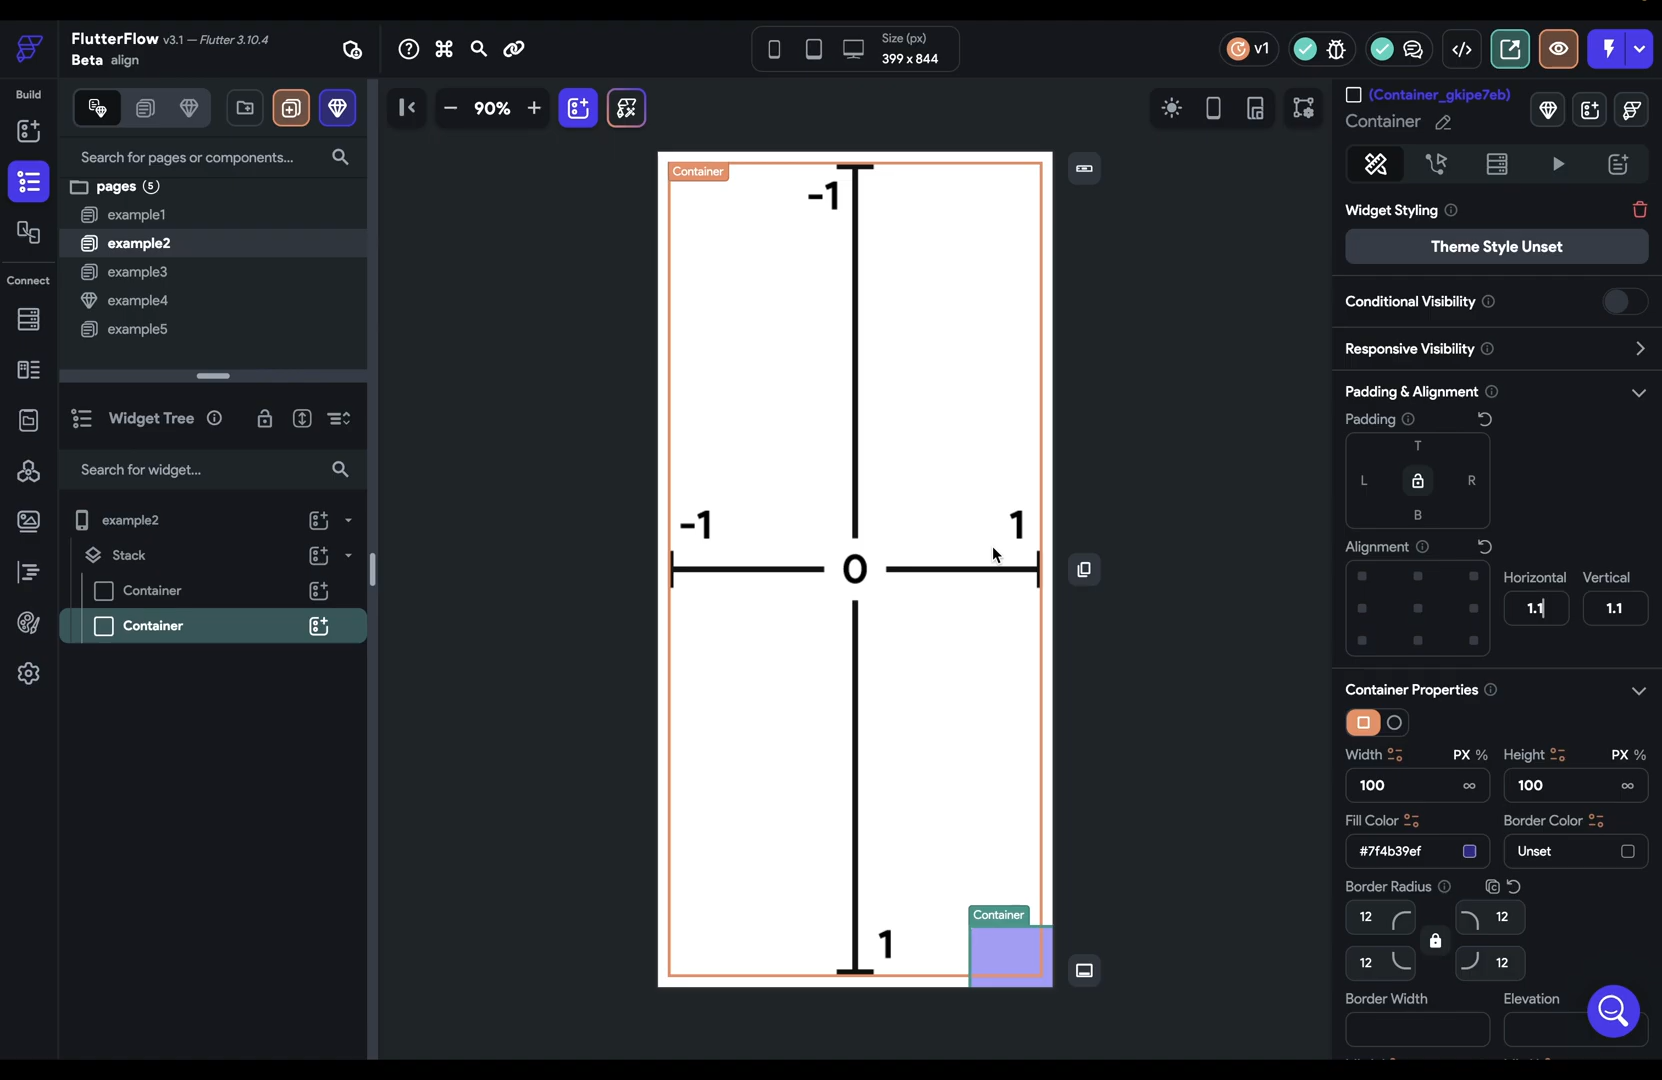 FlutterFlow v3.1 — Flutter 3.10.4
Beta align
Size (px)
399 x 844
v1
Build
90%
(Container_gkipe7eb)
Container
Search for pages or components...
pages (5)
example1
example2
example3
example4
example5
Connect
Widget Tree
Search for widget...
example2
Stack
Container
Container
Container
-1
-1
1
0
1
Container
Widget Styling
Theme Style Unset
Conditional Visibility
Responsive Visibility
Padding & Alignment
Padding
T
L R
B
Alignment
Horizontal Vertical
1.1 1.1
Container Properties
Width PX % Height PX %
100 ∞ 100 ∞
Fill Color Border Color
#7f4b39ef Unset
Border Radius
12 12
12 12
Border Width Elevation